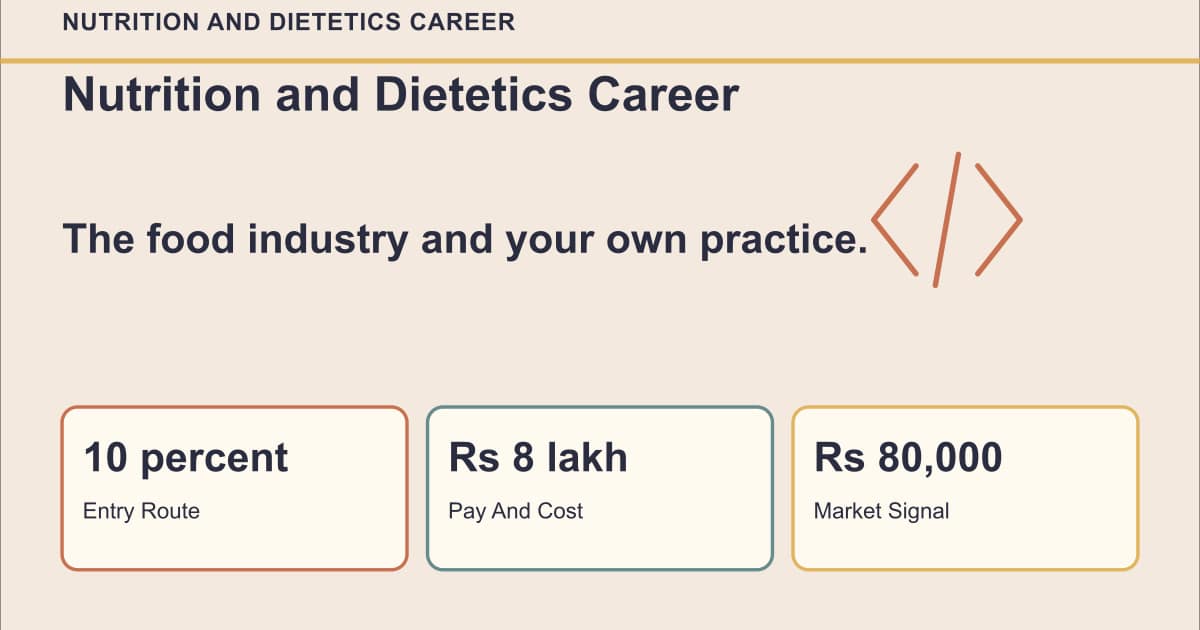 NUTRITION AND DIETETICS CAREER
Nutrition and Dietetics Career
The food industry and your own practice.
10 percent
Entry Route
Rs 8 lakh
Pay And Cost
Rs 80,000
Market Signal